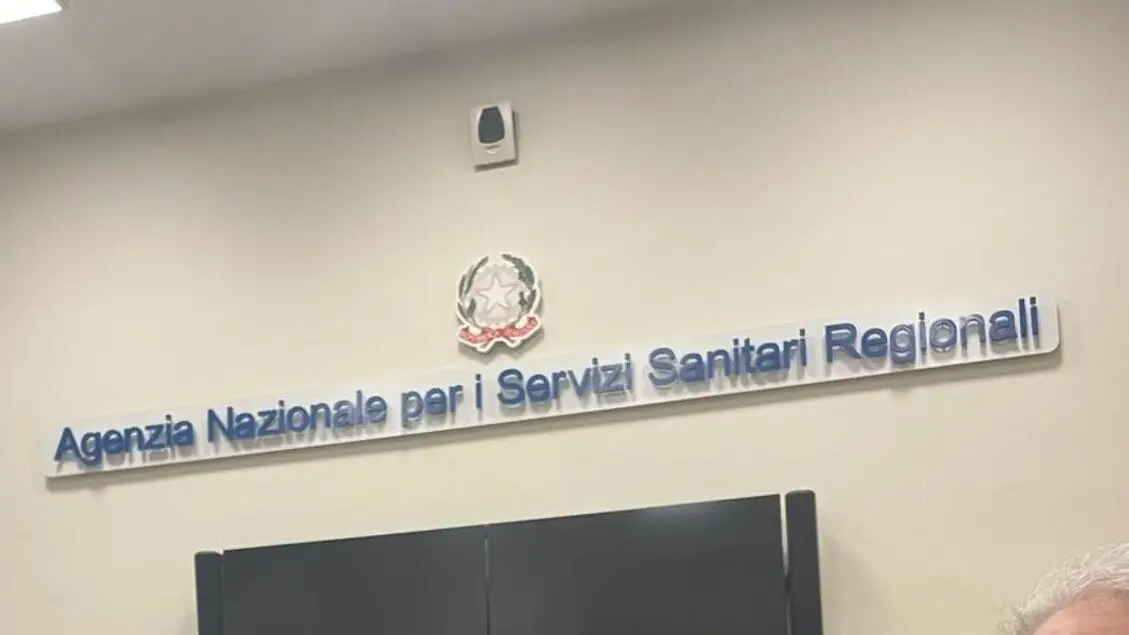 Agenzia Nazionale per i Servizi Sanitari Regionali